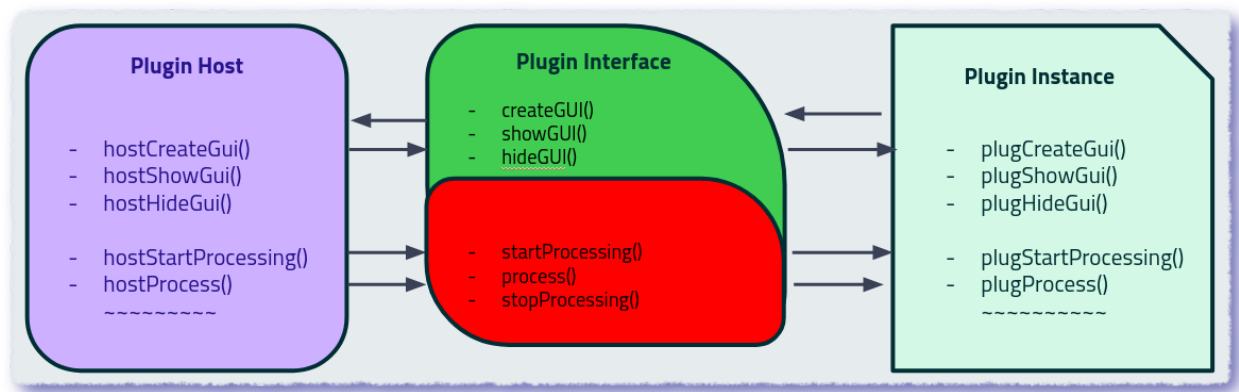 Plugin Host
- hostCreateGui()
- hostShowGui()
- hostHideGui()
- hostStartProcessing()
- hostProcess()
~~~~~~~~~
Plugin Interface
- createGUI()
- showGUI()
- hideGUI()
- startProcessing()
- process()
- stopProcessing()
Plugin Instance
- plugCreateGui()
- plugShowGui()
- plugHideGui()
- plugStartProcessing()
- plugProcess()
~~~~~~~~~~